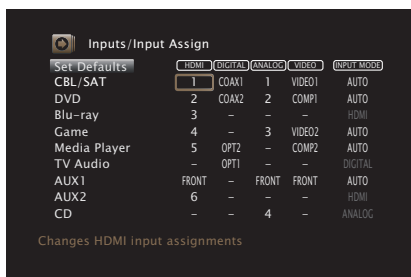 Inputs/Input Assign
Set Defaults HDMI DIGITAL ANALOG VIDEO INPUT MODE
CBL/SAT 1 COAX1 1 VIDEO1 AUTO
DVD 2 COAX2 2 COMP1 AUTO
Blu-ray 3 – – – HDMI
Game 4 – 3 VIDEO2 AUTO
Media Player 5 OPT2 – COMP2 AUTO
TV Audio – OPT1 – – DIGITAL
AUX1 FRONT – FRONT FRONT AUTO
AUX2 6 – – – HDMI
CD – – 4 – ANALOG
Changes HDMI input assignments